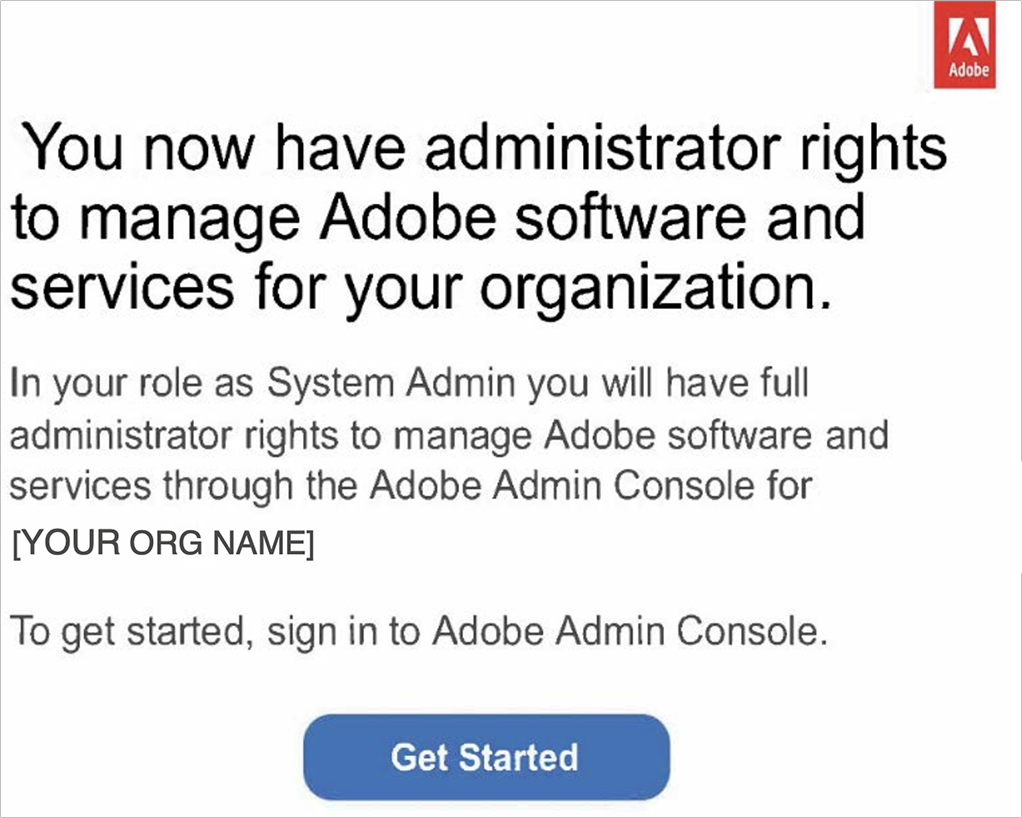 Adobe
You now have administrator rights
to manage Adobe software and
services for your organization.
In your role as System Admin you will have full
administrator rights to manage Adobe software and
services through the Adobe Admin Console for
[YOUR ORG NAME]
To get started, sign in to Adobe Admin Console.
Get Started